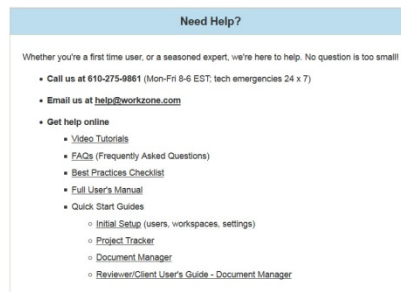 Need Help?
Whether you're a first time user, or a seasoned expert, we're here to help. No question is too small!
• Call us at 610-275-9861 (Mon-Fri 8-6 EST; tech emergencies 24 x 7)
• Email us at help@workzone.com
• Get help online
▪ Video Tutorials
▪ FAQs (Frequently Asked Questions)
▪ Best Practices Checklist
▪ Full User's Manual
▪ Quick Start Guides
○ Initial Setup (users, workspaces, settings)
○ Project Tracker
○ Document Manager
○ Reviewer/Client User's Guide - Document Manager